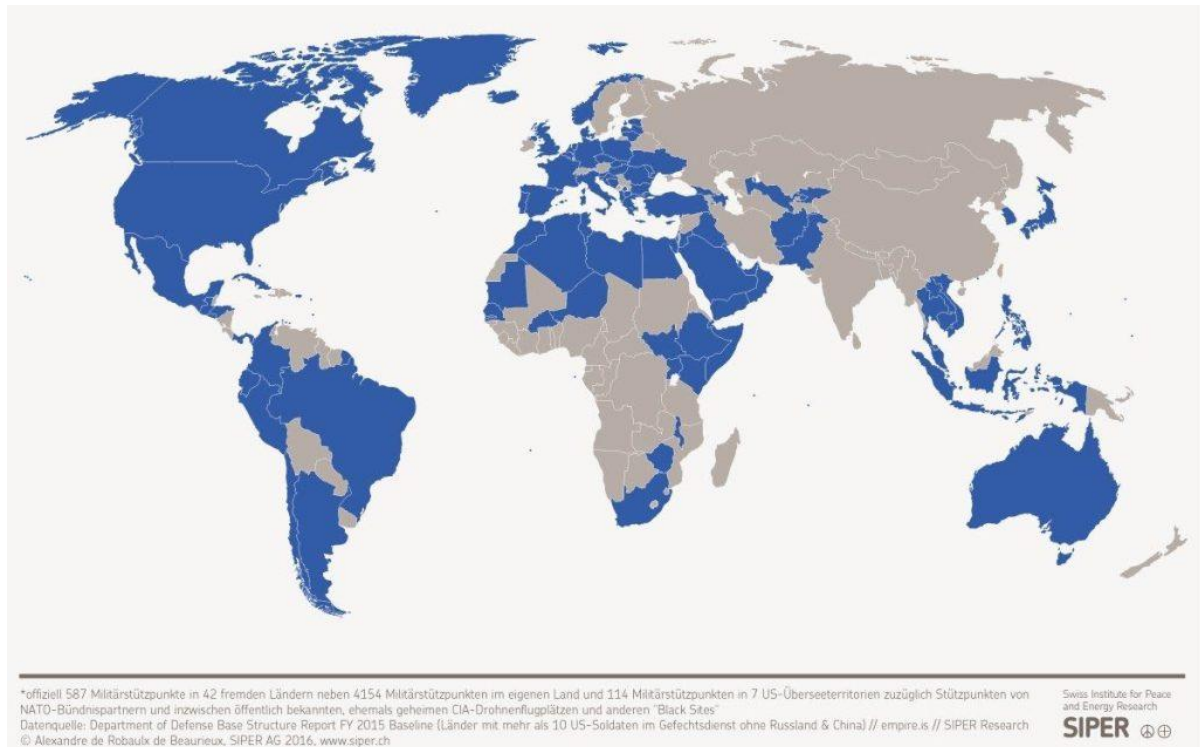 *offiziell 587 Militärstützpunkte in 42 fremden Ländern neben 4154 Militärstützpunkten im eigenen Land und 114 Militärstützpunkten in 7 US-Überseeterritorien zuzüglich Stützpunkten von
NATO-Bündnispartnern und inzwischen öffentlich bekannten, ehemals geheimen CIA-Drohnenflugplätzen und anderen "Black Sites"
Datenquelle: Department of Defense Base Structure Report FY 2015 Baseline (Länder mit mehr als 10 US-Soldaten im Gefechtsdienst ohne Russland & China) // empire.is // SIPER Research
© Alexandre de Robaulx de Beaurieux, SIPER AG 2016, www.siper.ch
Swiss Institute for Peace
and Energy Research
SIPER